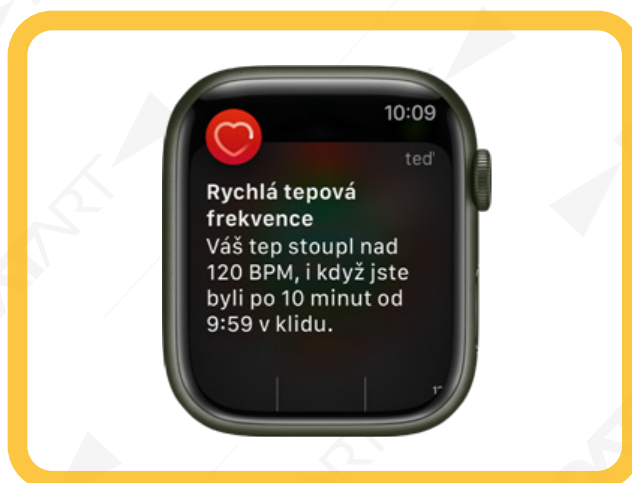 10:09
teď
Rychlá tepová
frekvence
Váš tep stoupl nad
120 BPM, i když jste
byli po 10 minut od
9:59 v klidu.